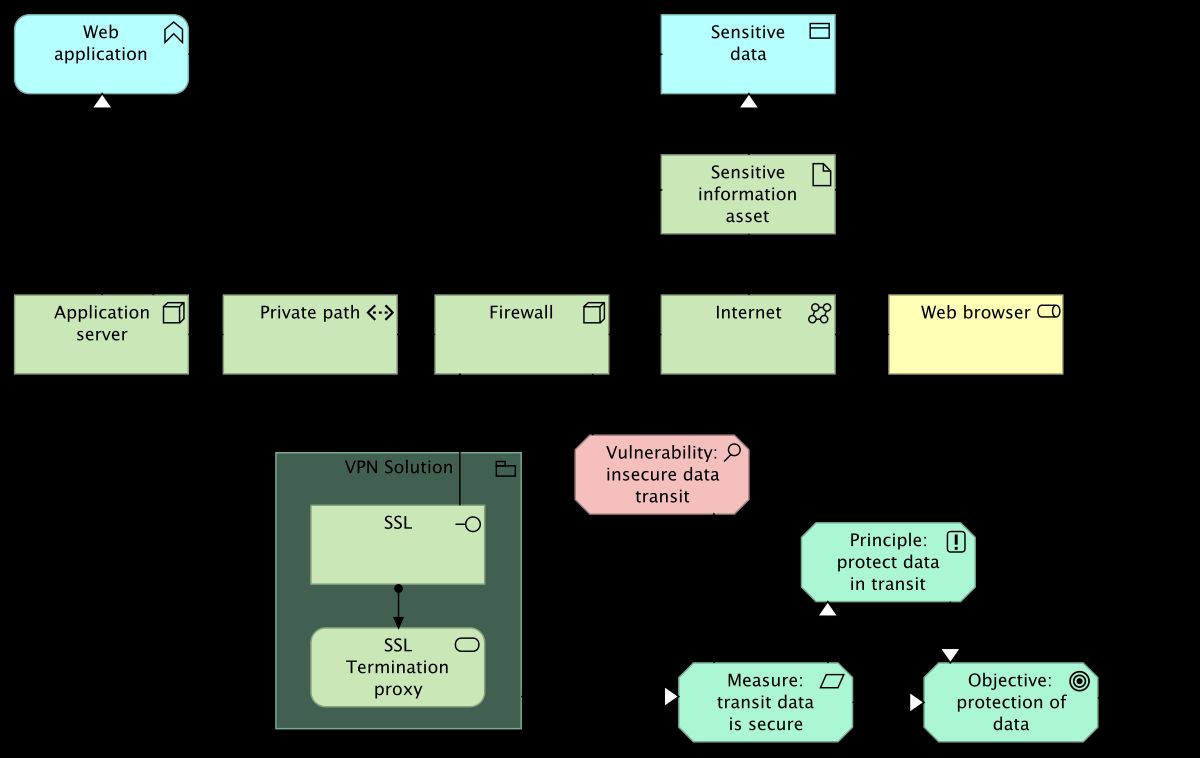 Web
application
Sensitive
data
Sensitive
information
asset
Application
server
Private path
Firewall
Internet
Web browser
VPN Solution
SSL
SSL
Termination
proxy
Vulnerability:
insecure data
transit
Principle:
protect data
in transit
Measure:
transit data
is secure
Objective:
protection of
data